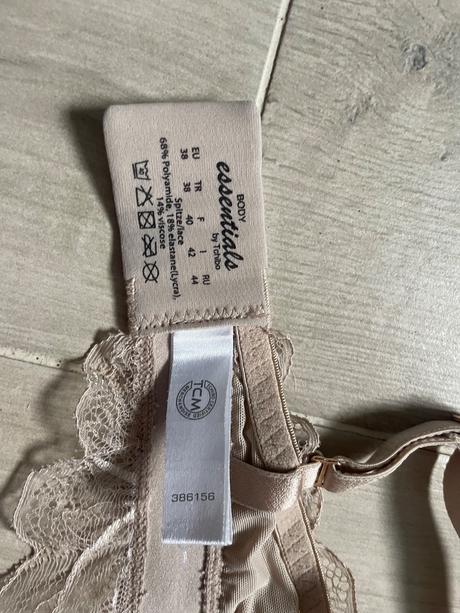 BODY
essentials
by Tchibo
EU TR F I RU
38 38 40 42 44
Spitze/lace
68% Polyamide, 18% elastane(Lycra),
14% viscose
TCM
386156